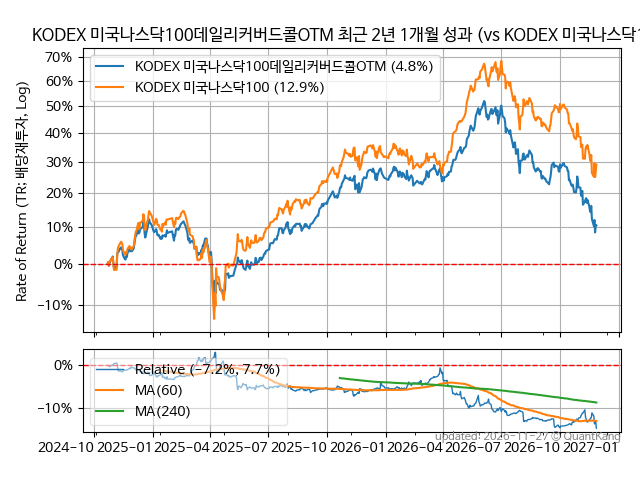 KODEX 미국나스닥100데일리커버드콜OTM 최근 2년 1개월 성과 (vs KODEX 미국나스닥1
Rate of Return (TR: 배당재투자, Log)
70%
60%
50%
40%
30%
20%
10%
0%
−10%
KODEX 미국나스닥100데일리커버드콜OTM (4.8%)
KODEX 미국나스닥100 (12.9%)
0%
−10%
Relative (−7.2%, 7.7%)
MA(60)
MA(240)
updated: 2026-11-27 © QuantKang
2024-10 2025-01 2025-04 2025-07 2025-10 2026-01 2026-04 2026-07 2026-10 2027-01